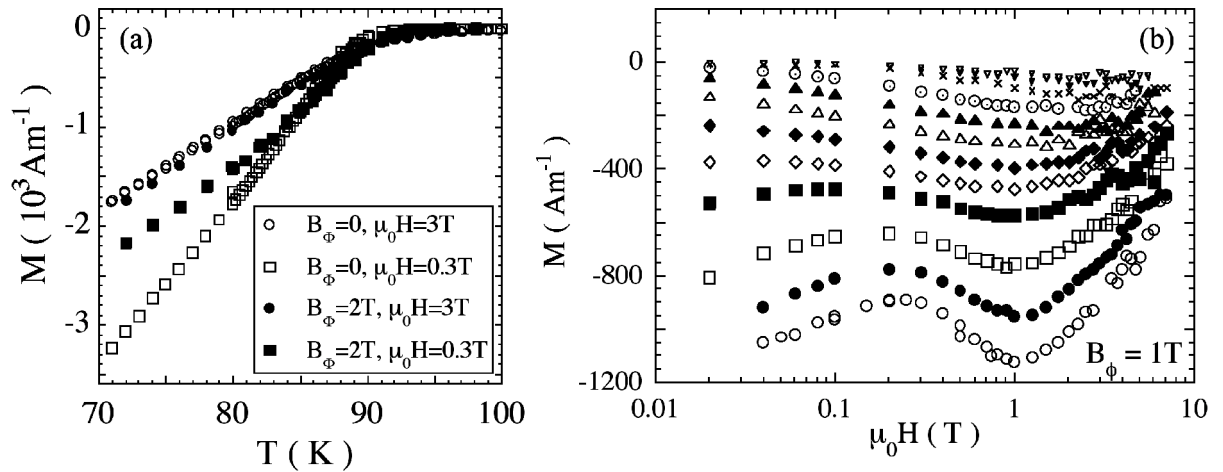 (a)
0
-1
-2
-3
M ( 10³Am⁻¹ )
B_Φ=0, μ₀H=3T
B_Φ=0, μ₀H=0.3T
B_Φ=2T, μ₀H=3T
B_Φ=2T, μ₀H=0.3T
70 80 90 100
T ( K )
(b)
0
-400
-800
-1200
M ( Am⁻¹ )
B_ϕ = 1T
0.01 0.1 1 10
μ₀H ( T )